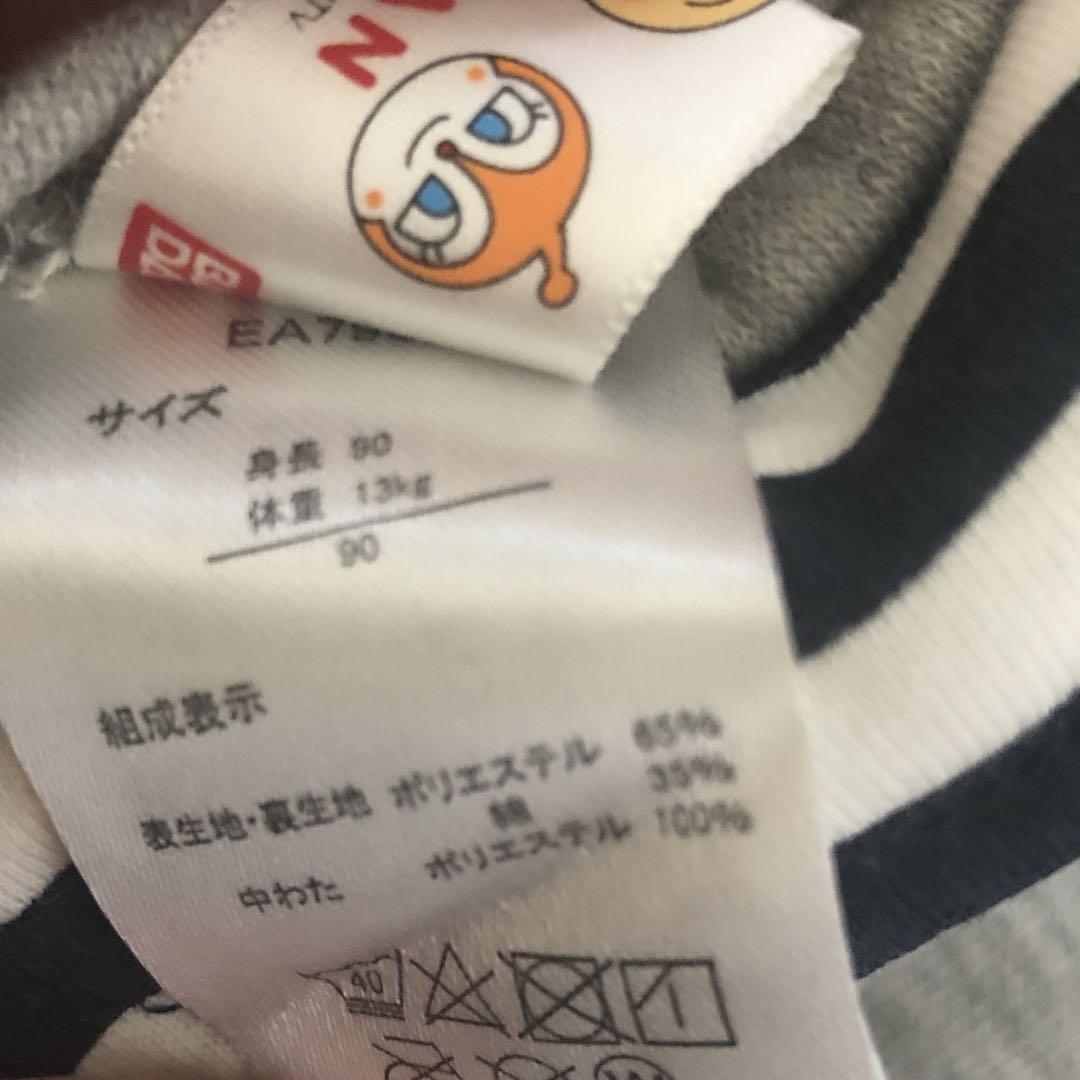 AN
サイズ
身長 90
体重 13kg
90
組成表示
表生地・裏生地 ポリエステル 65%
綿 35%
中わた ポリエステル 100%
40